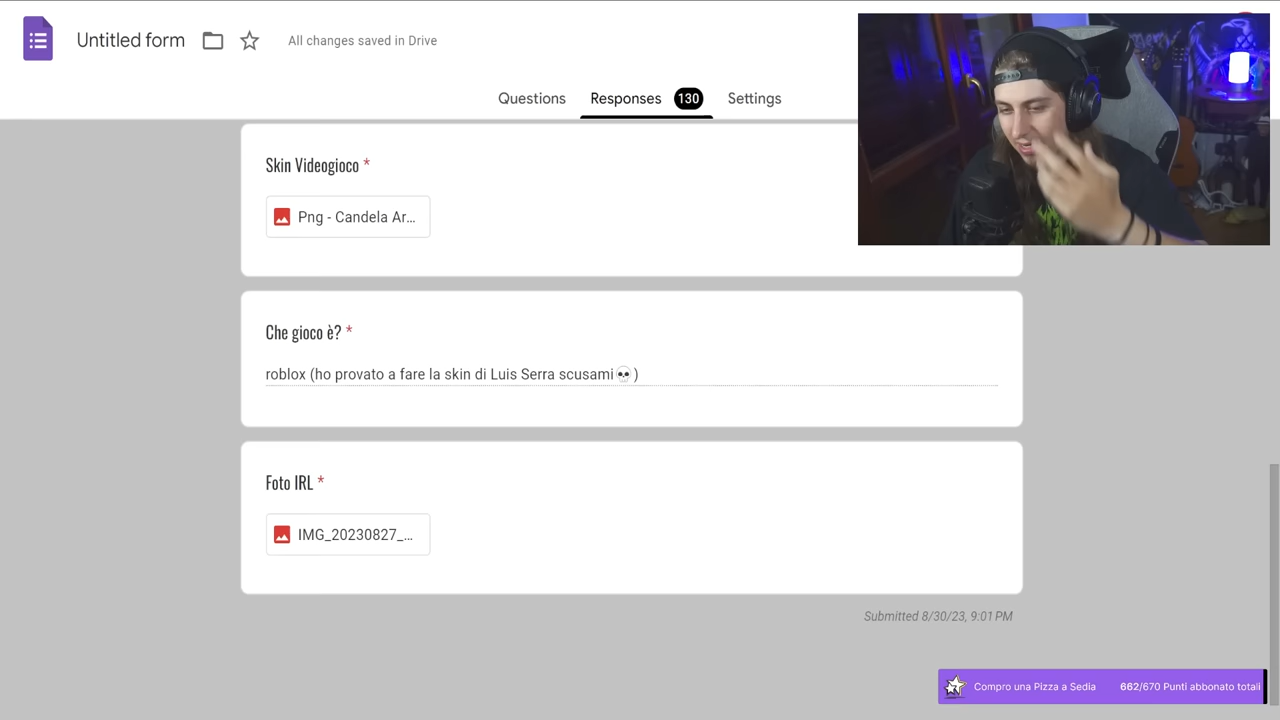 Untitled form
All changes saved in Drive
Questions
Responses
130
Settings
Skin Videogioco *
Png - Candela Ar...
Che gioco è? *
roblox (ho provato a fare la skin di Luis Serra scusami💀)
Foto IRL *
IMG_20230827_...
Submitted 8/30/23, 9:01 PM
Compro una Pizza a Sedia
662/670 Punti abbonato totali